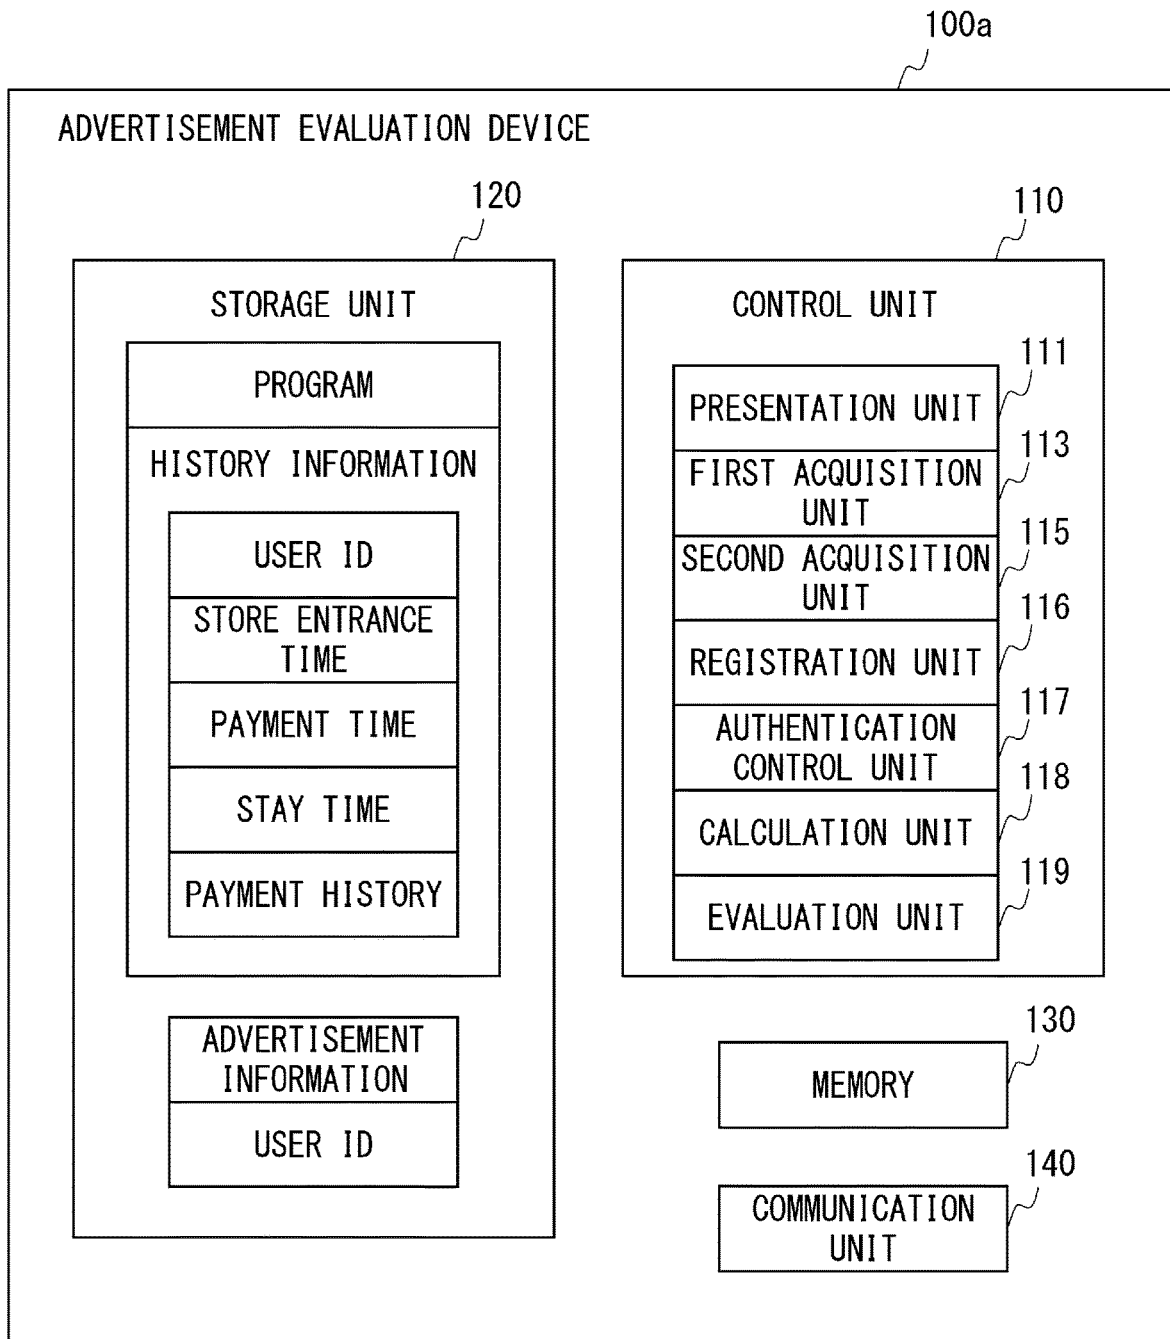 100a
ADVERTISEMENT EVALUATION DEVICE
120
STORAGE UNIT
PROGRAM
HISTORY INFORMATION
USER ID
STORE ENTRANCE
TIME
PAYMENT TIME
STAY TIME
PAYMENT HISTORY
ADVERTISEMENT
INFORMATION
USER ID
110
CONTROL UNIT
111
PRESENTATION UNIT
113
FIRST ACQUISITION
UNIT
115
SECOND ACQUISITION
UNIT
116
REGISTRATION UNIT
117
AUTHENTICATION
CONTROL UNIT
118
CALCULATION UNIT
119
EVALUATION UNIT
130
MEMORY
140
COMMUNICATION
UNIT